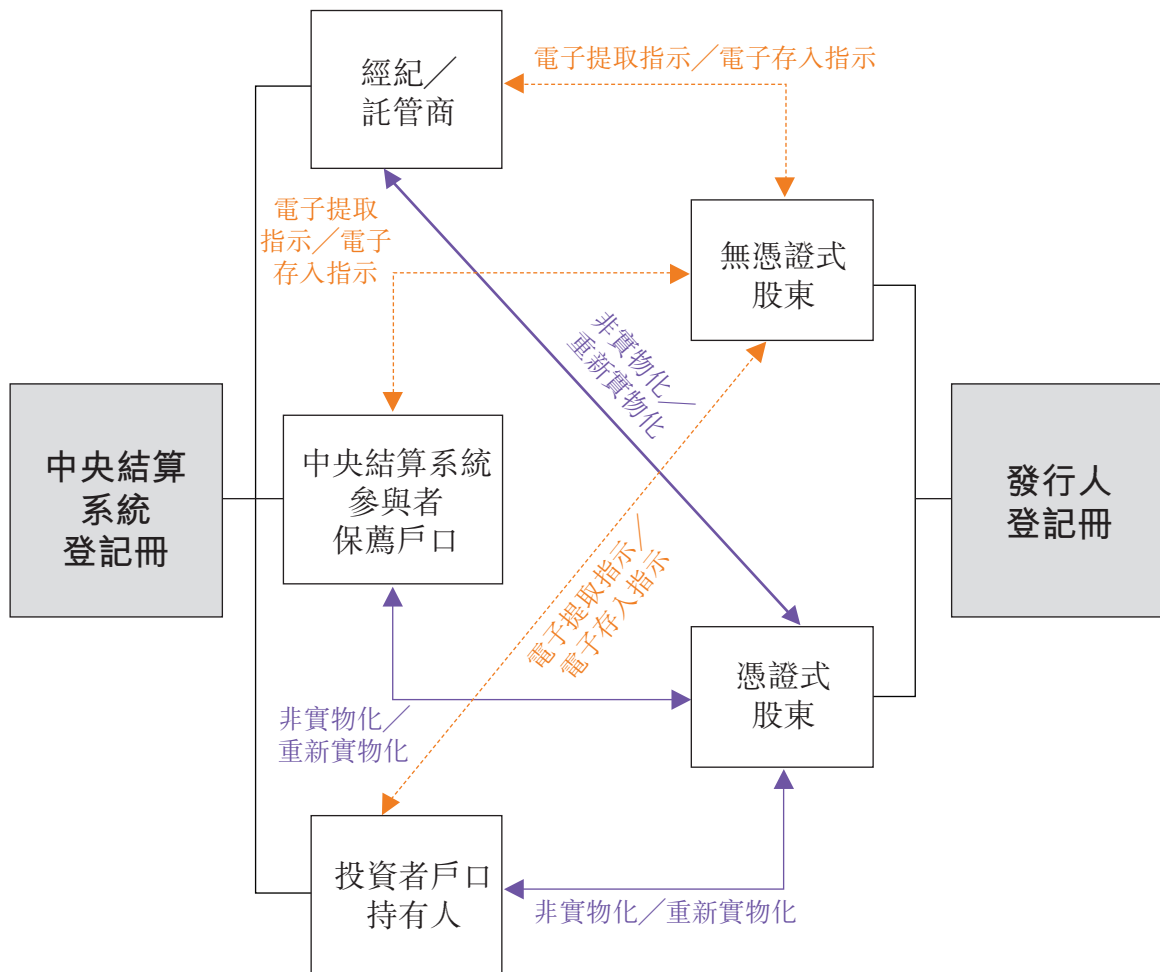 經紀／
託管商
電子提取指示／電子存入指示
電子提取
指示／電子
存入指示
無憑證式
股東
非實物化／
重新實物化
中央結算
系統
登記冊
中央結算系統
參與者
保薦戶口
發行人
登記冊
電子提取指示／
電子存入指示
憑證式
股東
非實物化／
重新實物化
投資者戶口
持有人
非實物化／重新實物化